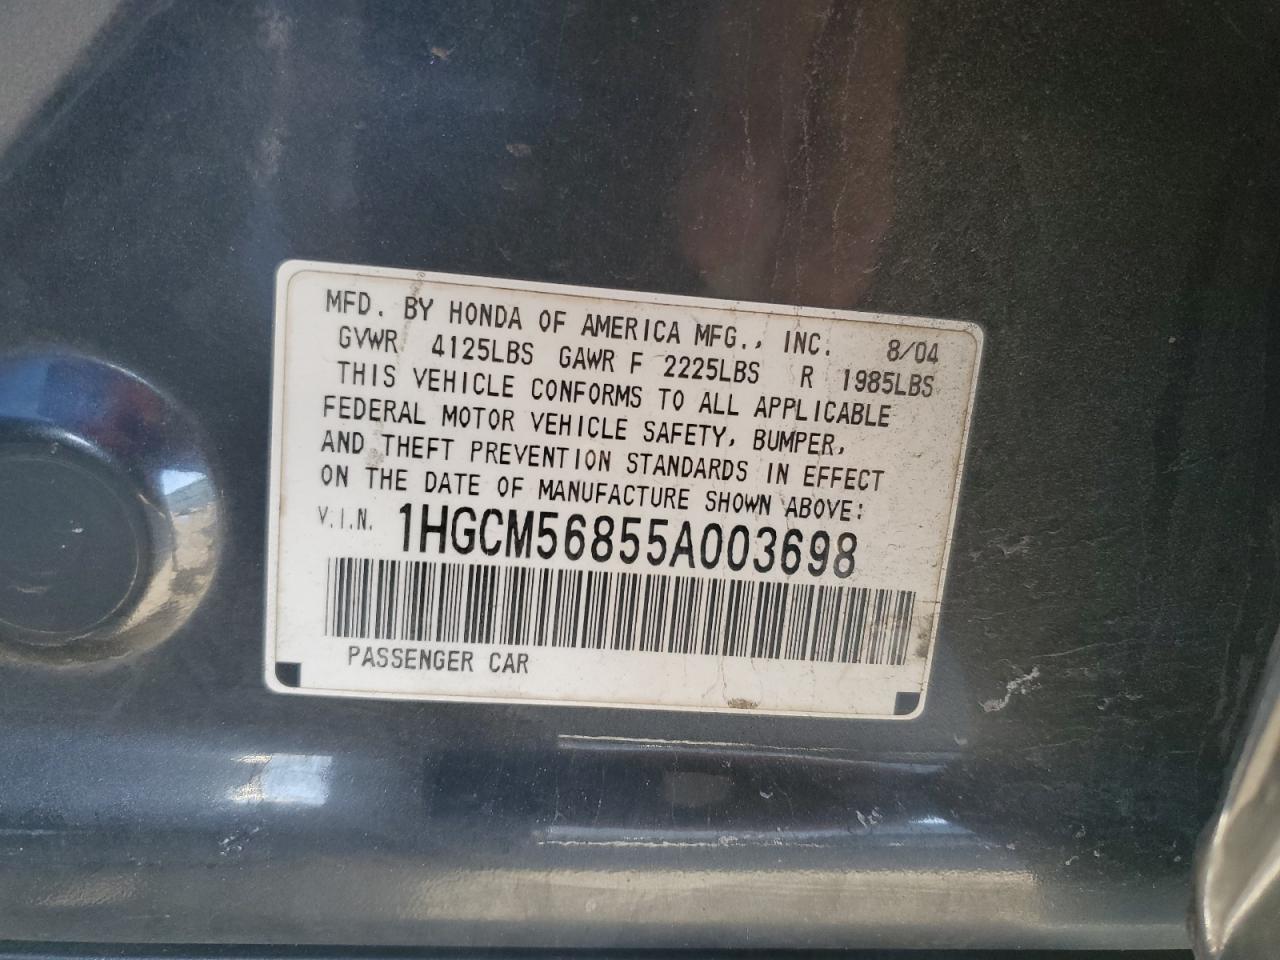 MFD. BY HONDA OF AMERICA MFG., INC. 8/04
GVWR 4125LBS GAWR F 2225LBS R 1985LBS
THIS VEHICLE CONFORMS TO ALL APPLICABLE
FEDERAL MOTOR VEHICLE SAFETY, BUMPER,
AND THEFT PREVENTION STANDARDS IN EFFECT
ON THE DATE OF MANUFACTURE SHOWN ABOVE:
V.I.N. 1HGCM56855A003698
PASSENGER CAR